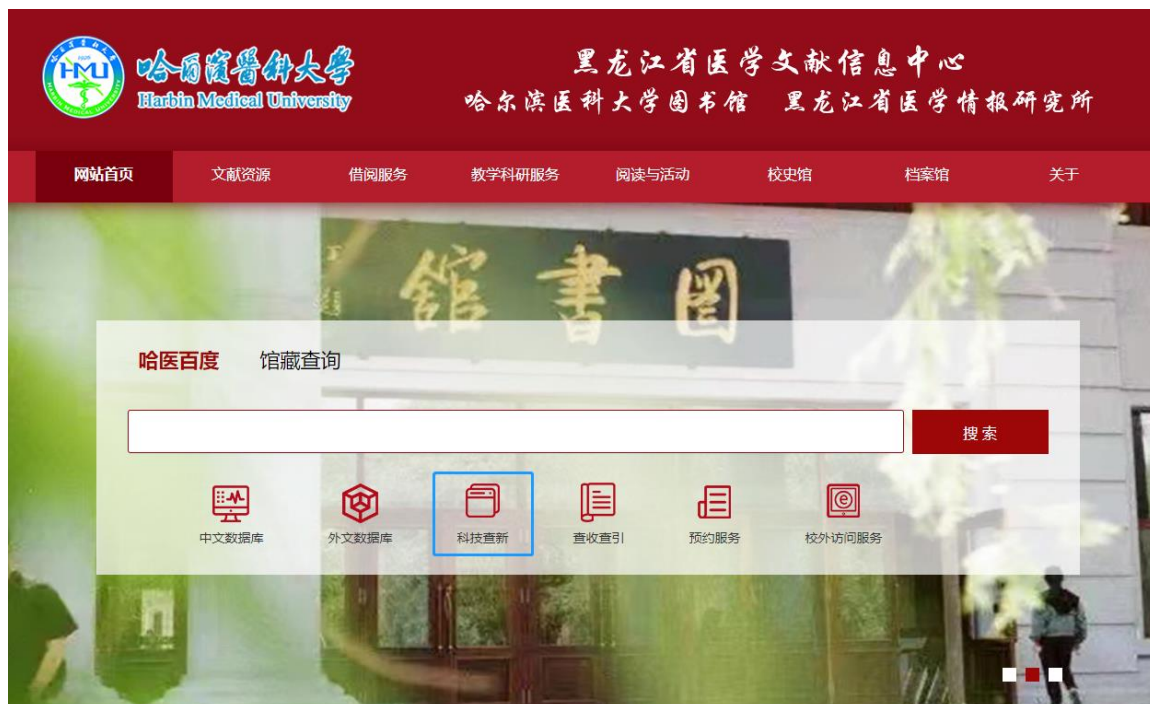 哈爾濱醫科大學
Harbin Medical University
HMU
黑龙江省医学文献信息中心
哈尔滨医科大学图书馆 黑龙江省医学情报研究所
网站首页 文献资源 借阅服务 教学科研服务 阅读与活动 校史馆 档案馆 关于
館書圖
哈医百度 馆藏查询
搜索
中文数据库 外文数据库 科技查新 查收查引 预约服务 校外访问服务